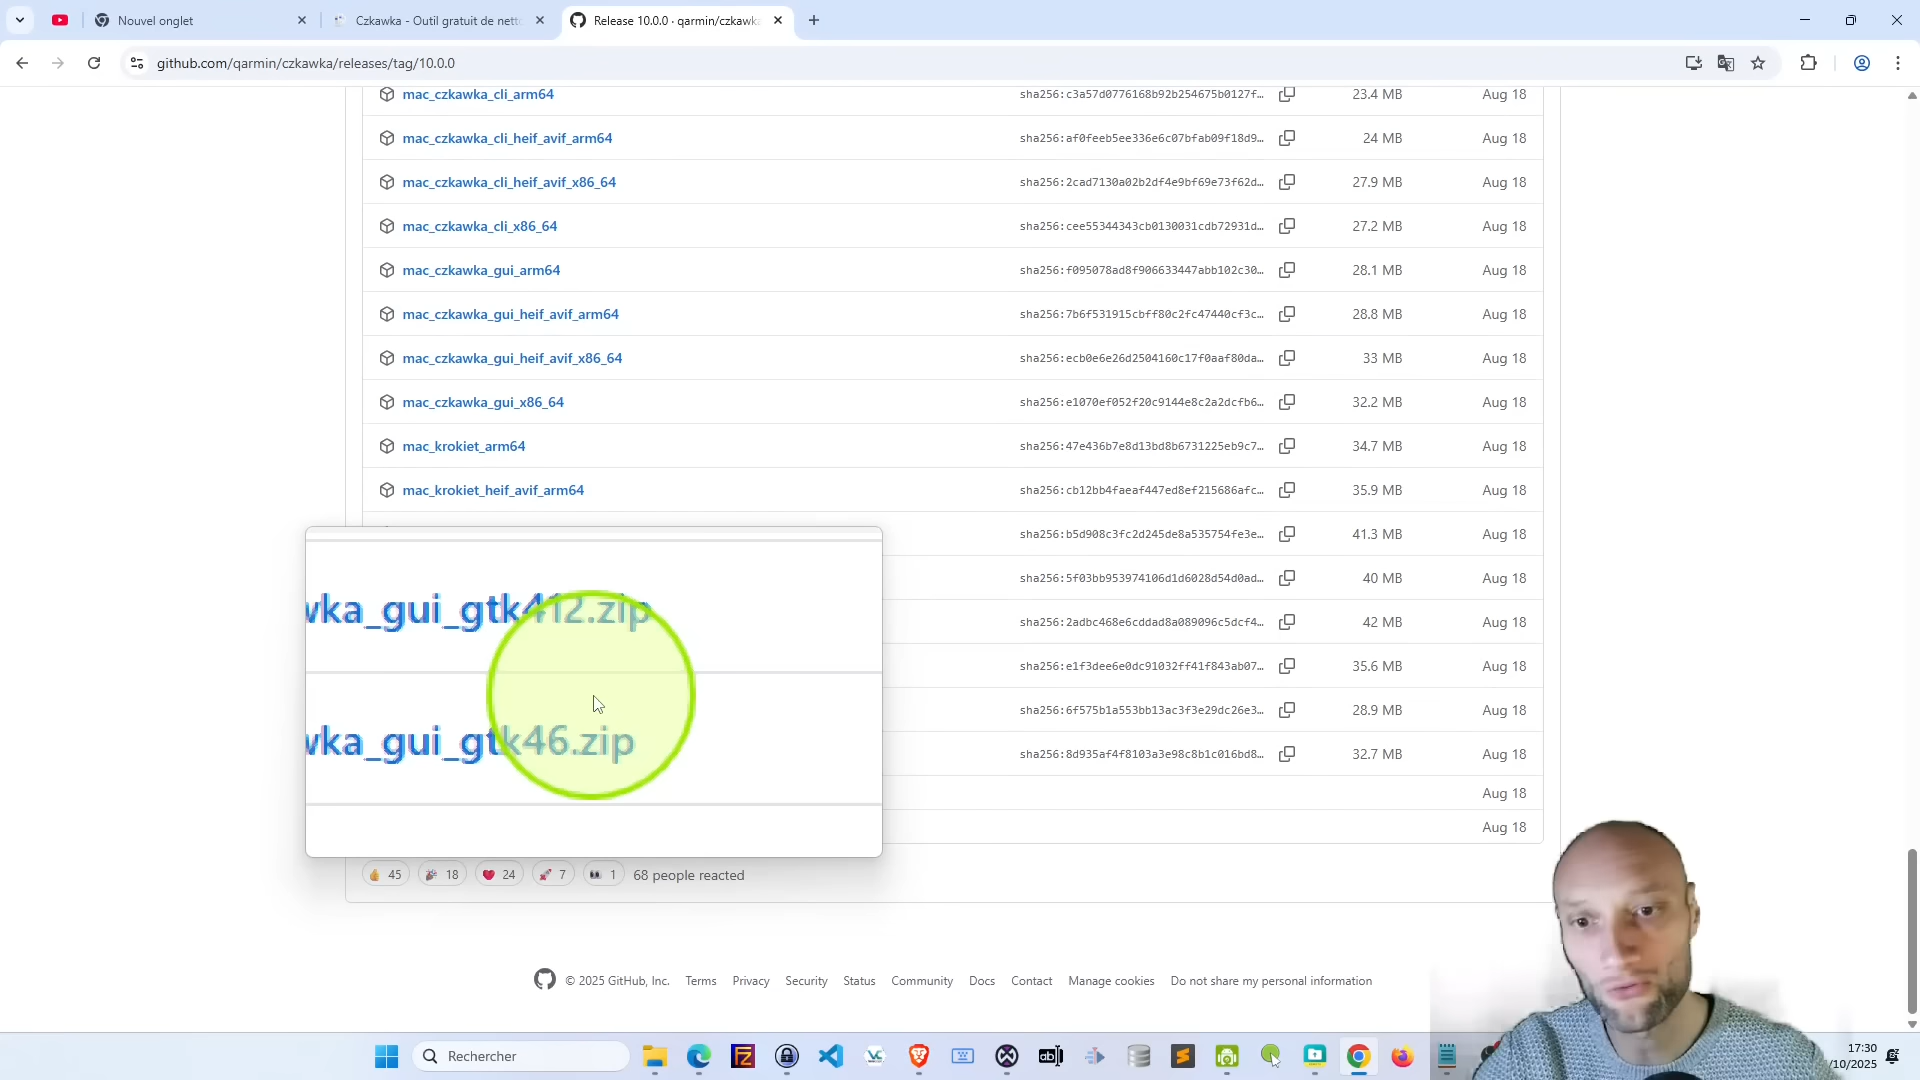 Nouvel onglet
Czkawka - Outil gratuit de netto
Release 10.0.0 · qarmin/czkawka
github.com/qarmin/czkawka/releases/tag/10.0.0
mac_czkawka_cli_arm64 sha256:c3a57d0776168b92b254675b0127f… 23.4 MB Aug 18
mac_czkawka_cli_heif_avif_arm64 sha256:af0feeb5ee336e6c07bfab09f18d9… 24 MB Aug 18
mac_czkawka_cli_heif_avif_x86_64 sha256:2cad7130a02b2df4e9bf69e73f62d… 27.9 MB Aug 18
mac_czkawka_cli_x86_64 sha256:cee55344343cb0130031cdb72931d… 27.2 MB Aug 18
mac_czkawka_gui_arm64 sha256:f095078ad8f906633447abb102c30… 28.1 MB Aug 18
mac_czkawka_gui_heif_avif_arm64 sha256:7b6f531915cbff80c2fc47440cf3c… 28.8 MB Aug 18
mac_czkawka_gui_heif_avif_x86_64 sha256:ecb0e6e26d2504160c17f0aaf80da… 33 MB Aug 18
mac_czkawka_gui_x86_64 sha256:e1070ef052f20c9144e8c2a2dcfb6… 32.2 MB Aug 18
mac_krokiet_arm64 sha256:47e436b7e8d13bd8b6731225eb9c7… 34.7 MB Aug 18
mac_krokiet_heif_avif_arm64 sha256:cb12bb4faeaf447ed8ef215686afc… 35.9 MB Aug 18
sha256:b5d908c3fc2d245de8a535754fe3e… 41.3 MB Aug 18
sha256:5f03bb953974106d1d6028d54d0ad… 40 MB Aug 18
wka_gui_gtk412.zip
sha256:2adbc468e6cddad8a089096c5dcf4… 42 MB Aug 18
sha256:e1f3dee6e0dc91032ff41f843ab07… 35.6 MB Aug 18
sha256:6f575b1a553bb13ac3f3e29dc26e3… 28.9 MB Aug 18
wka_gui_gtk46.zip
sha256:8d935af4f8103a3e98c8b1c016bd8… 32.7 MB Aug 18
Aug 18
Aug 18
45 18 24 7 1 68 people reacted
© 2025 GitHub, Inc. Terms Privacy Security Status Community Docs Contact Manage cookies Do not share my personal information
Rechercher
17:30
/10/2025